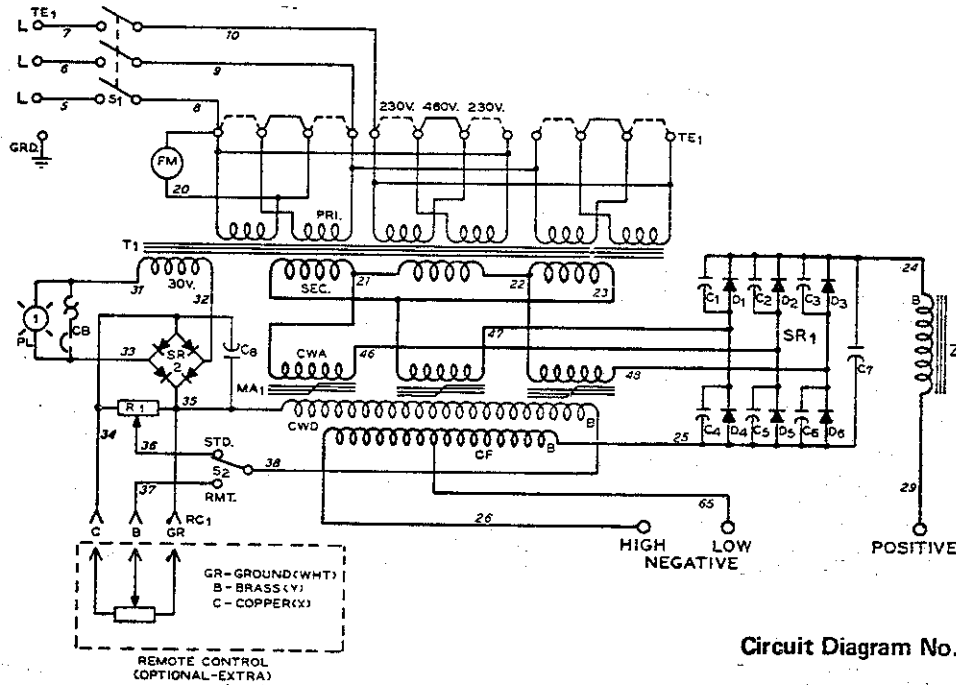 TE1
L 7 10
L 6 9
L 5 S1 8
GRD.
230V. 460V. 230V.
TE1
FM
20
PRI.
T1
31 30V. 32
SEC. 21 22 23
24
C1 D1 C2 D2 C3 D3
B
1
PL CB
33 SR 2 C8
47
SR1
Z
CWA 46
C7
MA1 48
R1 35
CWD B
34 36 STD.
CF B 25
C4 D4 C5 D5 C6 D6
S2 38
37 RMT.
65
29
C B GR RC1
26
HIGH LOW
NEGATIVE
POSITIVE
GR-GROUND(WHT)
B-BRASS(Y)
C-COPPER(X)
REMOTE CONTROL
(OPTIONAL-EXTRA)
Circuit Diagram No.